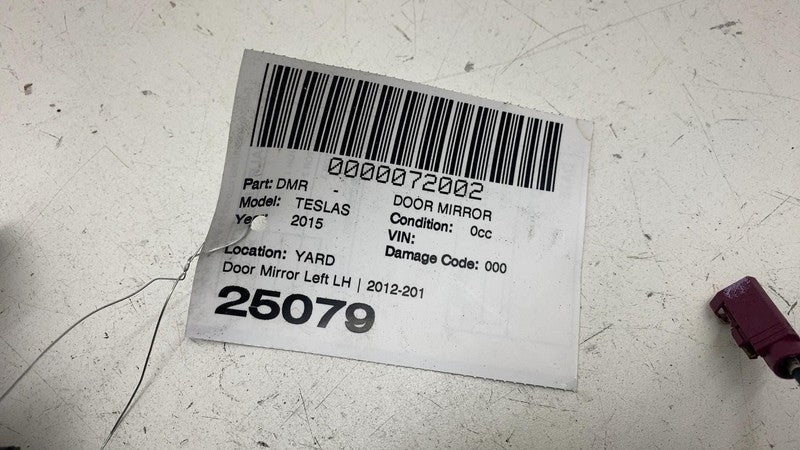 0000072002
Part: DMR - DOOR MIRROR
Model: TESLAS Condition: 0cc
Year 2015 VIN:
Damage Code: 000
Location: YARD
Door Mirror Left LH | 2012-201
25079